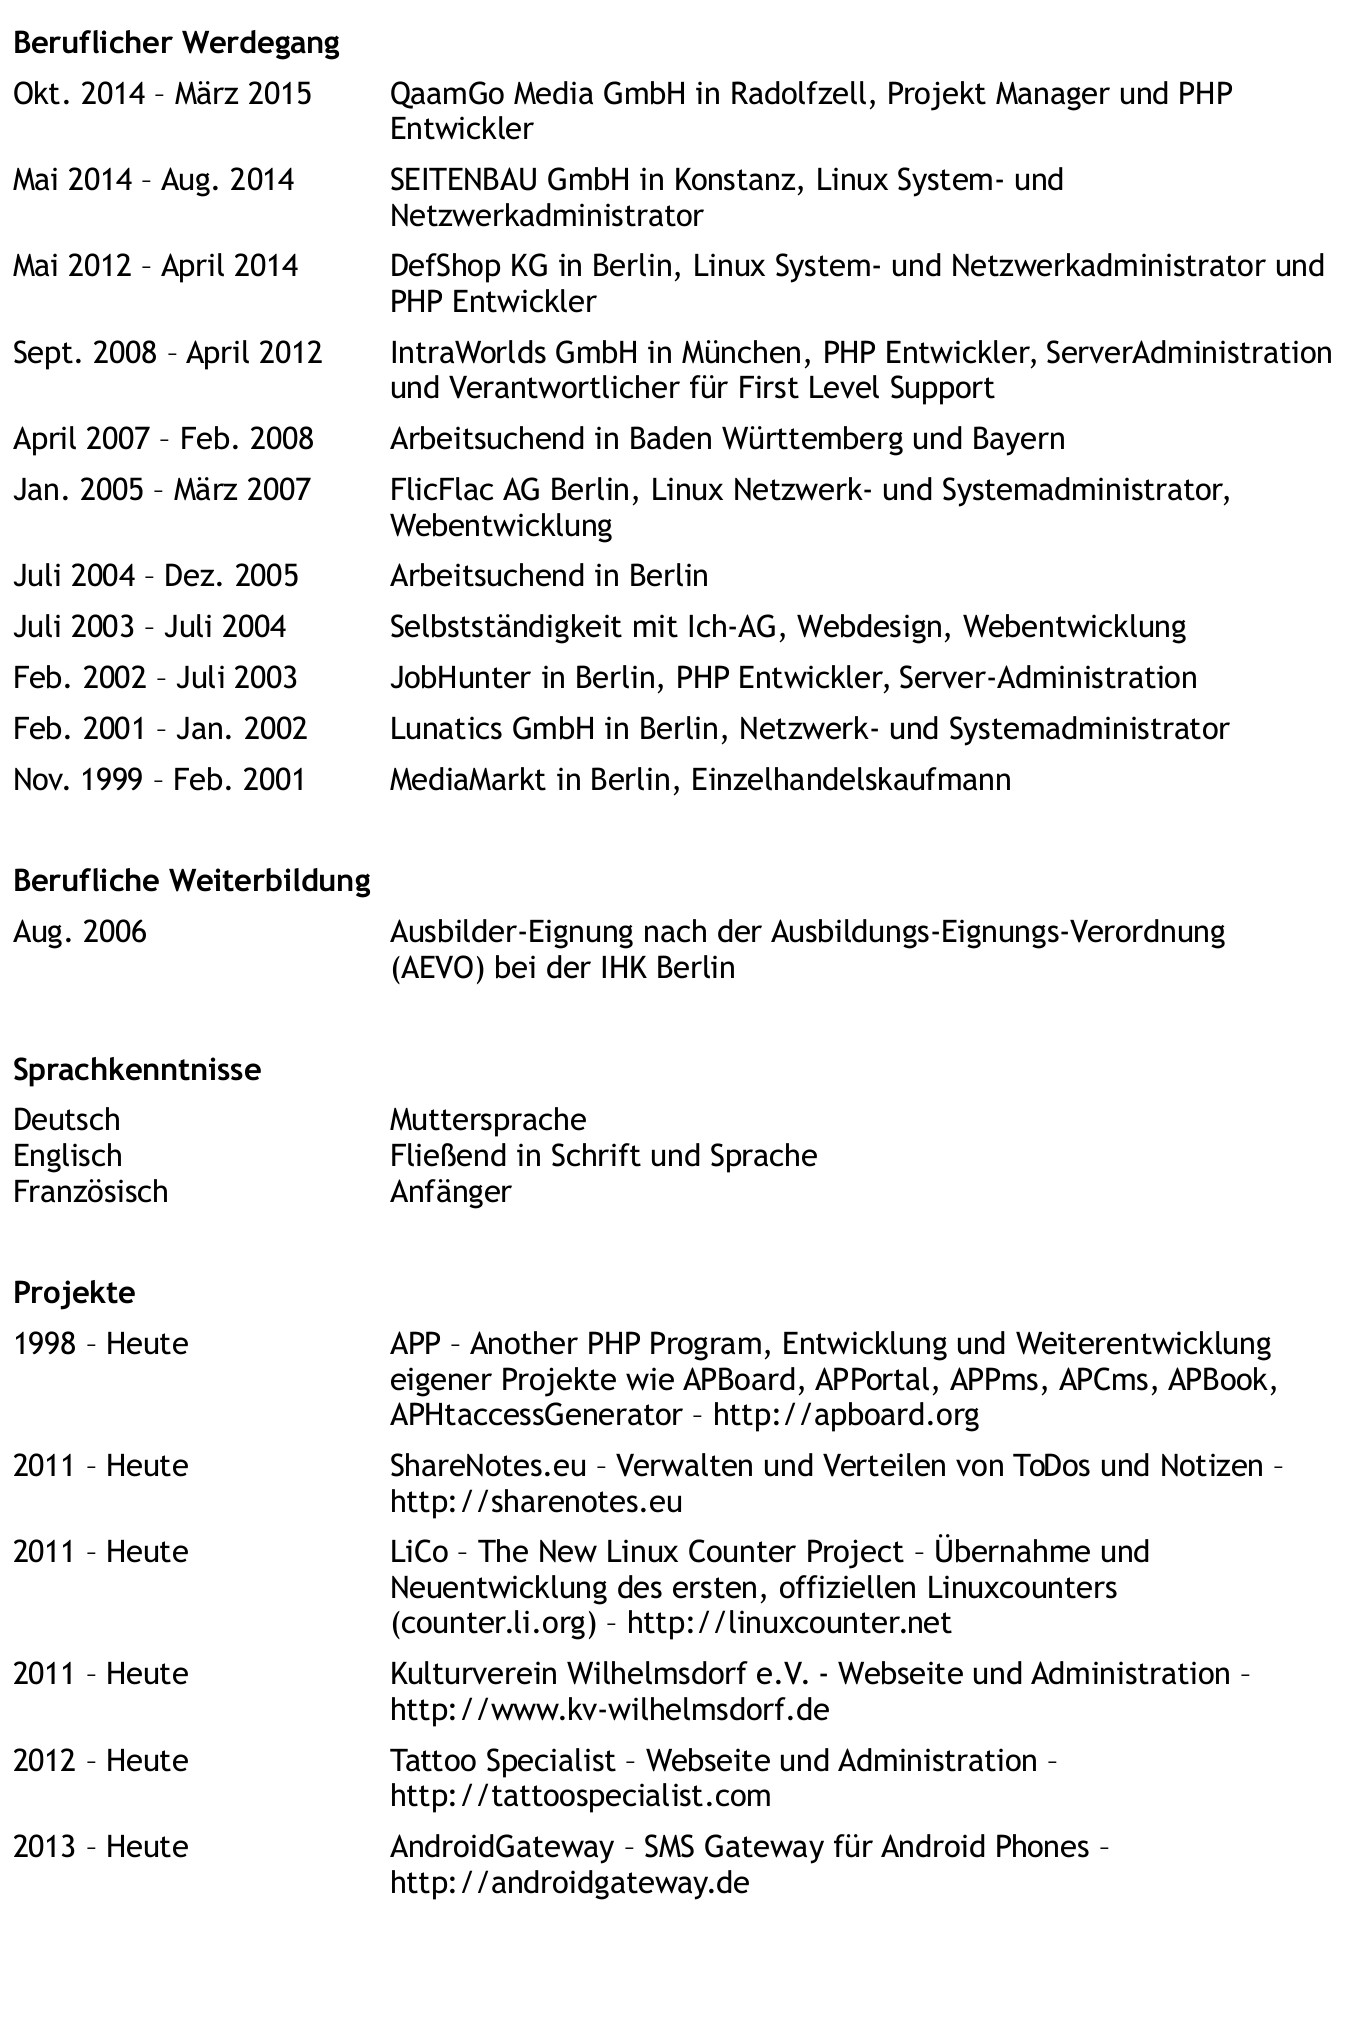 Beruflicher Werdegang
Okt. 2014 – März 2015 QaamGo Media GmbH in Radolfzell, Projekt Manager und PHP
Entwickler
Mai 2014 – Aug. 2014 SEITENBAU GmbH in Konstanz, Linux System- und
Netzwerkadministrator
Mai 2012 – April 2014 DefShop KG in Berlin, Linux System- und Netzwerkadministrator und
PHP Entwickler
Sept. 2008 – April 2012 IntraWorlds GmbH in München, PHP Entwickler, ServerAdministration
und Verantwortlicher für First Level Support
April 2007 – Feb. 2008 Arbeitsuchend in Baden Württemberg und Bayern
Jan. 2005 – März 2007 FlicFlac AG Berlin, Linux Netzwerk- und Systemadministrator,
Webentwicklung
Juli 2004 – Dez. 2005 Arbeitsuchend in Berlin
Juli 2003 – Juli 2004 Selbstständigkeit mit Ich-AG, Webdesign, Webentwicklung
Feb. 2002 – Juli 2003 JobHunter in Berlin, PHP Entwickler, Server-Administration
Feb. 2001 – Jan. 2002 Lunatics GmbH in Berlin, Netzwerk- und Systemadministrator
Nov. 1999 – Feb. 2001 MediaMarkt in Berlin, Einzelhandelskaufmann
Berufliche Weiterbildung
Aug. 2006 Ausbilder-Eignung nach der Ausbildungs-Eignungs-Verordnung
(AEVO) bei der IHK Berlin
Sprachkenntnisse
Deutsch Muttersprache
Englisch Fließend in Schrift und Sprache
Französisch Anfänger
Projekte
1998 – Heute APP – Another PHP Program, Entwicklung und Weiterentwicklung
eigener Projekte wie APBoard, APPortal, APPms, APCms, APBook,
APHtaccessGenerator – http://apboard.org
2011 – Heute ShareNotes.eu – Verwalten und Verteilen von ToDos und Notizen –
http://sharenotes.eu
2011 – Heute LiCo – The New Linux Counter Project – Übernahme und
Neuentwicklung des ersten, offiziellen Linuxcounters
(counter.li.org) – http://linuxcounter.net
2011 – Heute Kulturverein Wilhelmsdorf e.V. - Webseite und Administration –
http://www.kv-wilhelmsdorf.de
2012 – Heute Tattoo Specialist – Webseite und Administration –
http://tattoospecialist.com
2013 – Heute AndroidGateway – SMS Gateway für Android Phones –
http://androidgateway.de